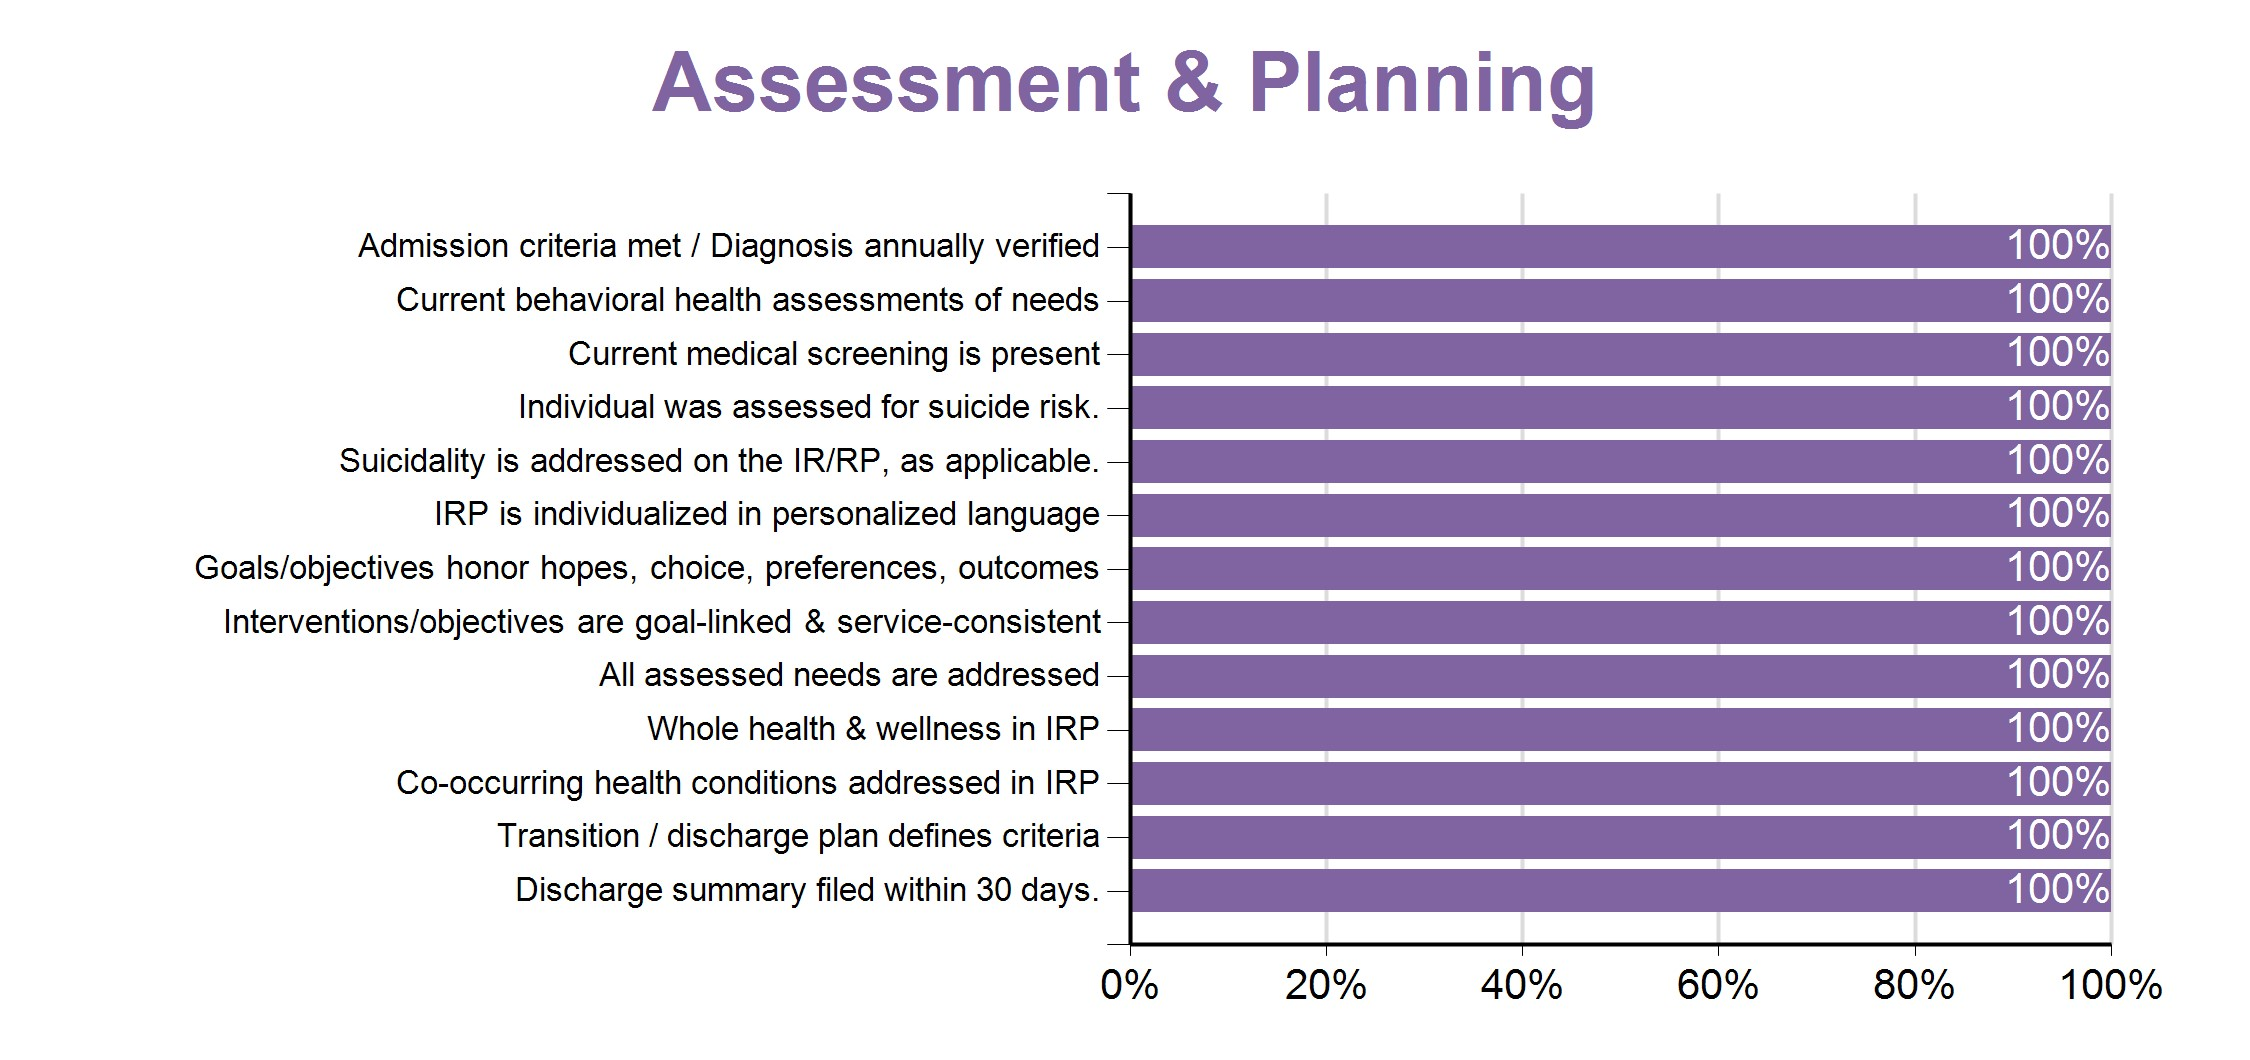 Assessment & Planning
Admission criteria met / Diagnosis annually verified 100%
Current behavioral health assessments of needs 100%
Current medical screening is present 100%
Individual was assessed for suicide risk. 100%
Suicidality is addressed on the IR/RP, as applicable. 100%
IRP is individualized in personalized language 100%
Goals/objectives honor hopes, choice, preferences, outcomes 100%
Interventions/objectives are goal-linked & service-consistent 100%
All assessed needs are addressed 100%
Whole health & wellness in IRP 100%
Co-occurring health conditions addressed in IRP 100%
Transition / discharge plan defines criteria 100%
Discharge summary filed within 30 days. 100%
0% 20% 40% 60% 80% 100%